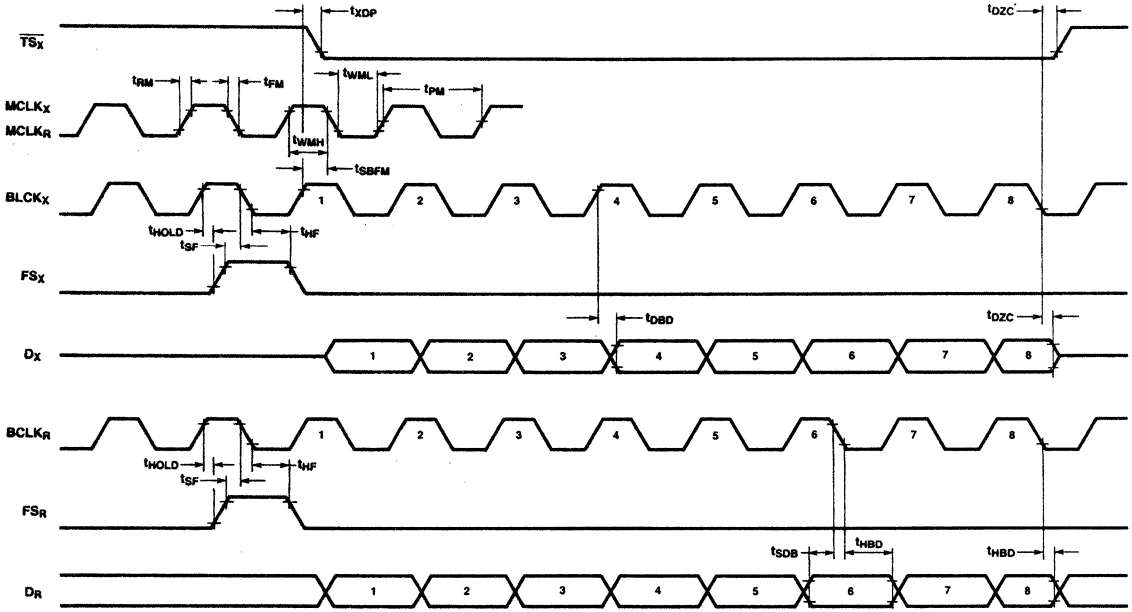 tXDP
tDZC
TSX
tRM
tFM
tWML
tPM
MCLKX
MCLKR
tWMH
tSBFM
BLCKX
1 2 3 4 5 6 7 8
tHOLD
tHF
tSF
FSX
tDBD
tDZC
DX
1 2 3 4 5 6 7 8
BCLKR
1 2 3 4 5 6 7 8
tHOLD
tHF
tSF
FSR
tSDB
tHBD
tHBD
DR
1 2 3 4 5 6 7 8